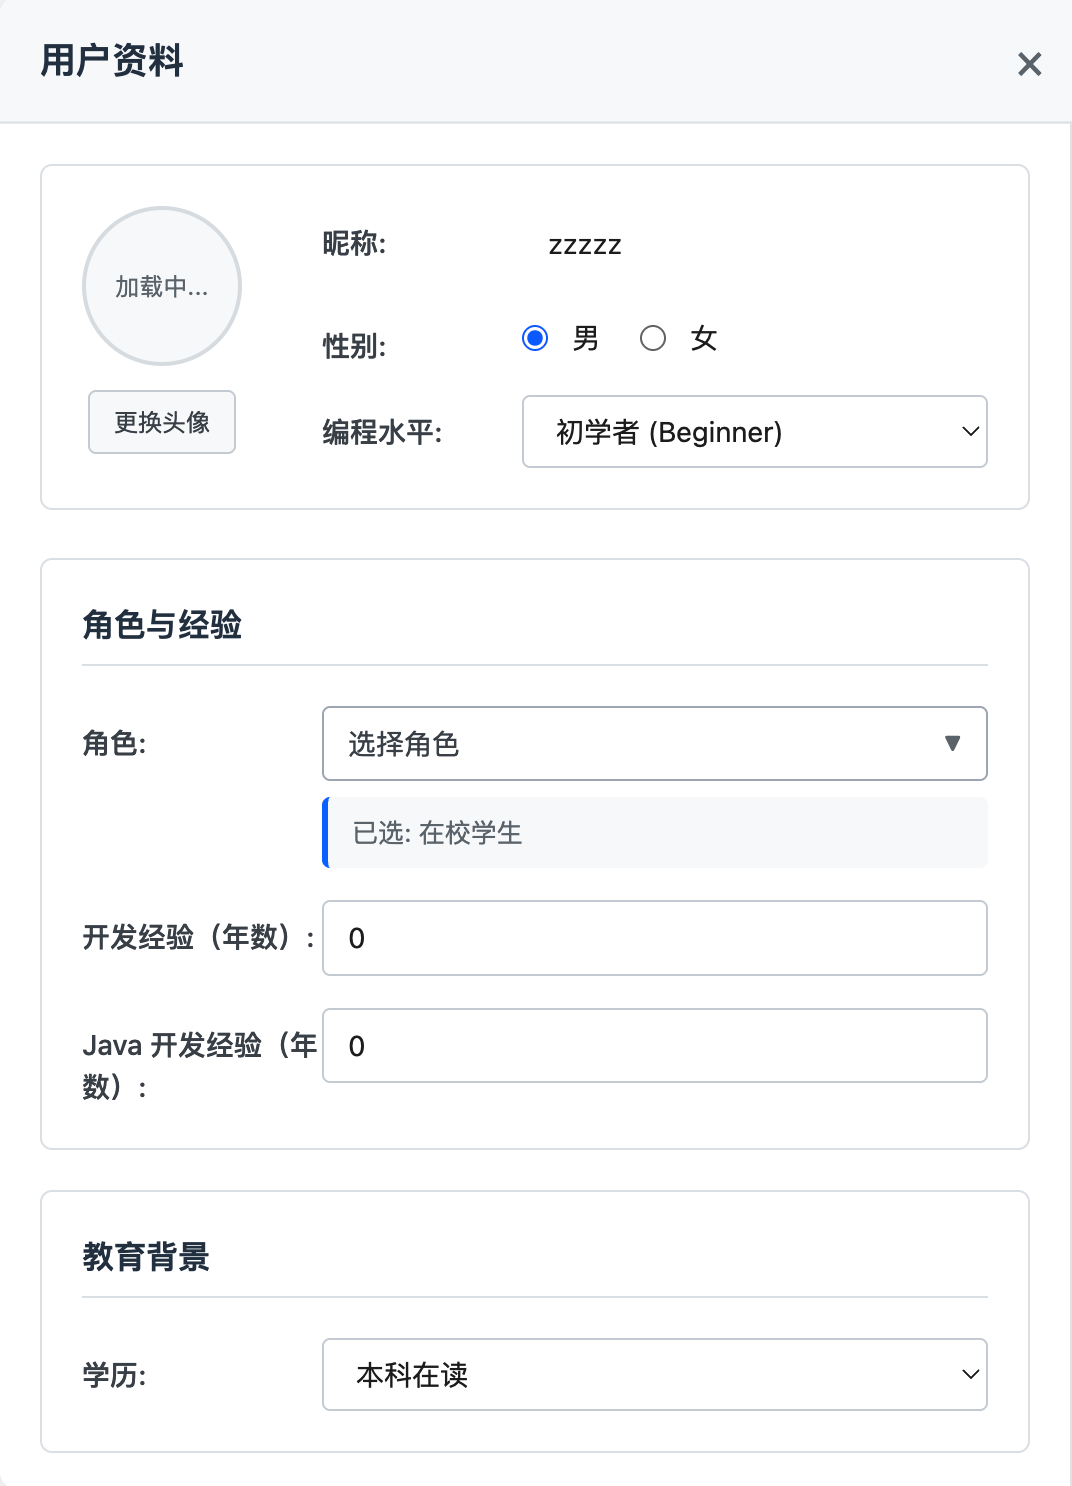 用户资料
加载中...
更换头像
昵称:
zzzzz
性别:
男 女
编程水平:
初学者 (Beginner)
角色与经验
角色:
选择角色
已选: 在校学生
开发经验（年数）:
0
Java 开发经验（年
数）:
0
教育背景
学历:
本科在读